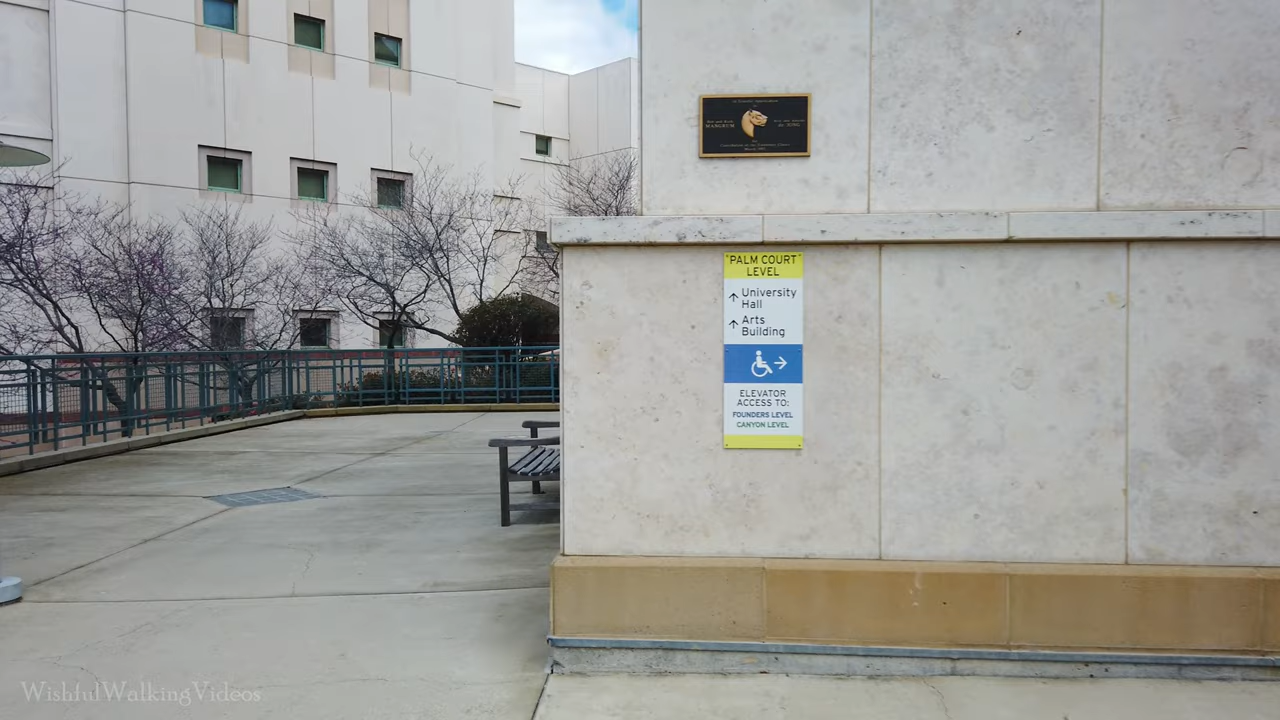 MANGRUM
"PALM COURT"
LEVEL
↑ University
Hall
↑ Arts
Building
→
ELEVATOR
ACCESS TO:
FOUNDERS LEVEL
CANYON LEVEL
WishfulWalkingVideos